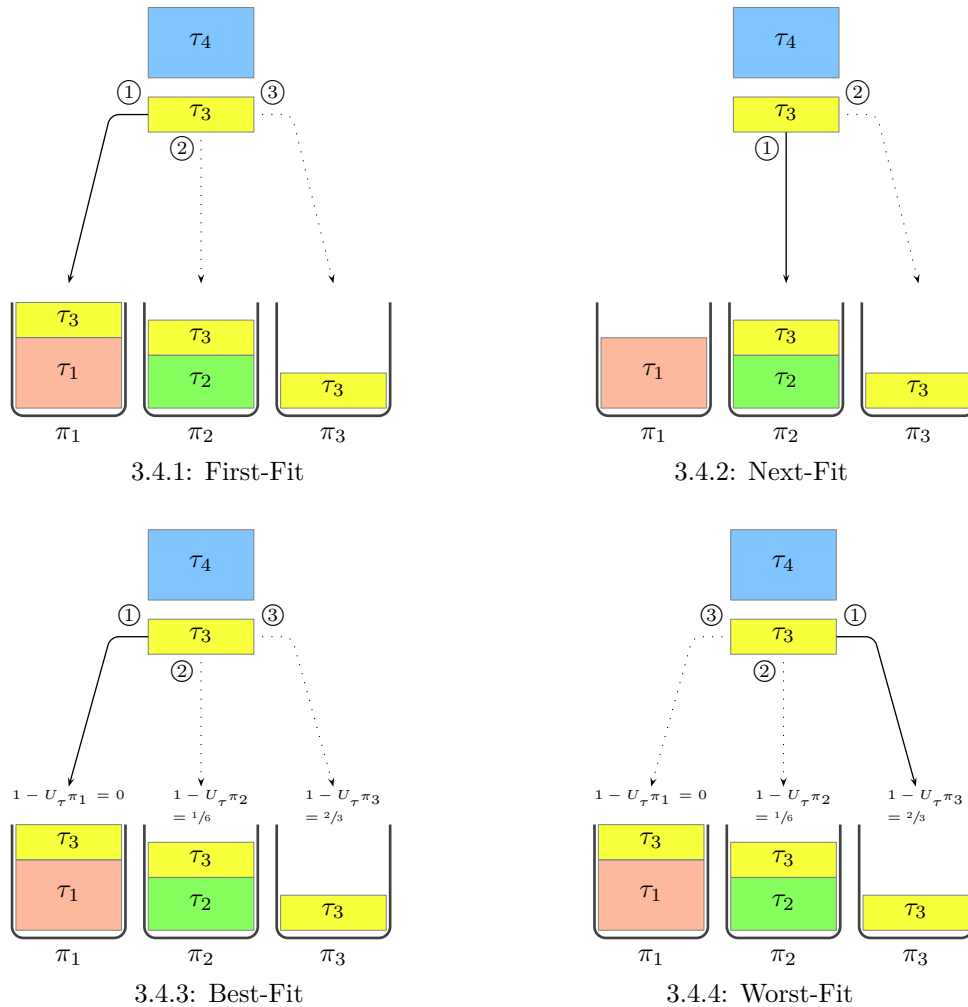 τ4
① τ3 ③
②
τ3
τ1
τ3
τ2
τ3
π1 π2 π3
3.4.1: First-Fit
τ4
②
τ3
①
τ1
τ3
τ2
τ3
π1 π2 π3
3.4.2: Next-Fit
τ4
① τ3 ③
②
1 − Uτπ1 = 0
1 − Uτπ2
= 1/6
1 − Uτπ3
= 2/3
τ3
τ1
τ3
τ2
τ3
π1 π2 π3
3.4.3: Best-Fit
τ4
③ τ3 ①
②
1 − Uτπ1 = 0
1 − Uτπ2
= 1/6
1 − Uτπ3
= 2/3
τ3
τ1
τ3
τ2
τ3
π1 π2 π3
3.4.4: Worst-Fit